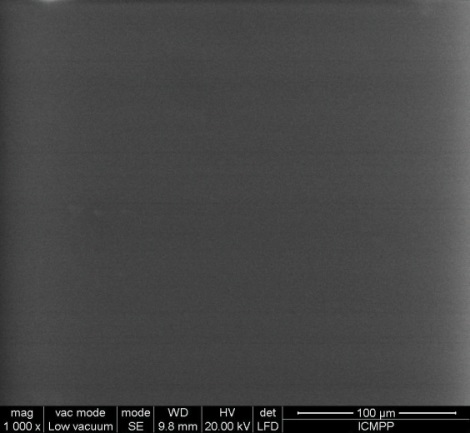 mag vac mode mode WD HV det 100 µm
1 000 x Low vacuum SE 9.8 mm 20.00 kV LFD ICMPP